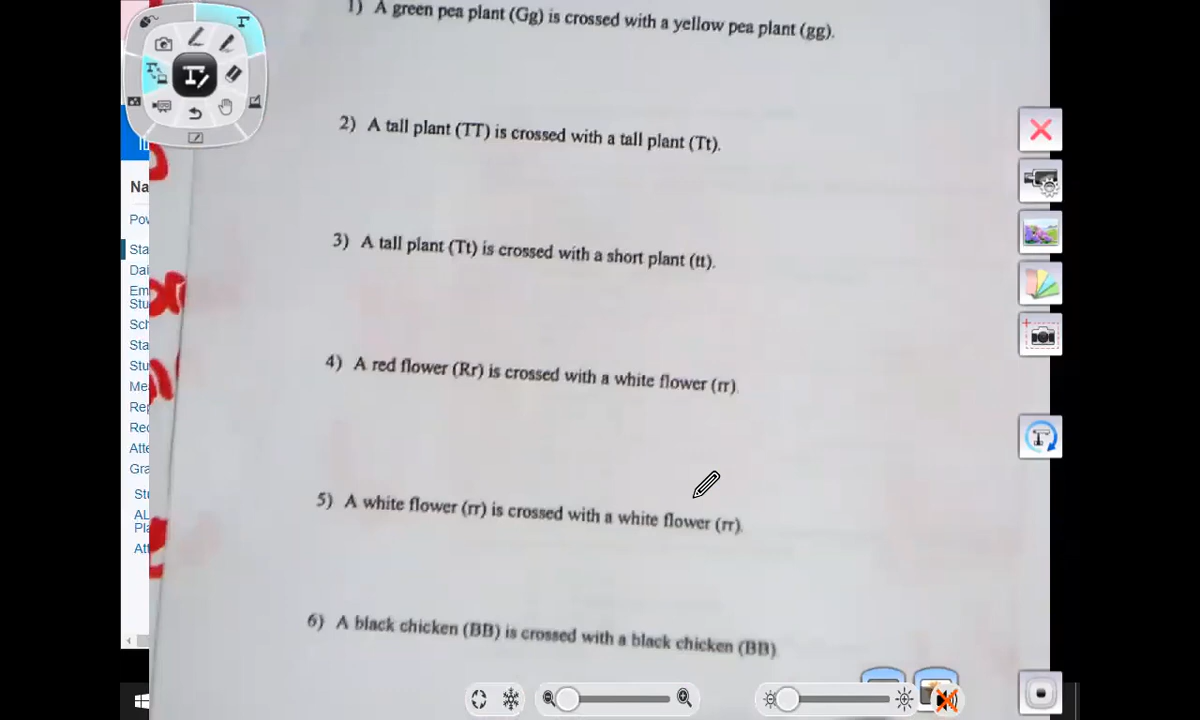 1) A green pea plant (Gg) is crossed with a yellow pea plant (gg).
2) A tall plant (TT) is crossed with a tall plant (Tt).
Na
Pov
3) A tall plant (Tt) is crossed with a short plant (tt).
Sta
Dai
Em
Stu
Sch
Sta
4) A red flower (Rr) is crossed with a white flower (rr).
Stu
Me
Rep
Rec
Atte
Gra
5) A white flower (rr) is crossed with a white flower (rr).
Stu
AL
Pla
Att
6) A black chicken (BB) is crossed with a black chicken (BB)